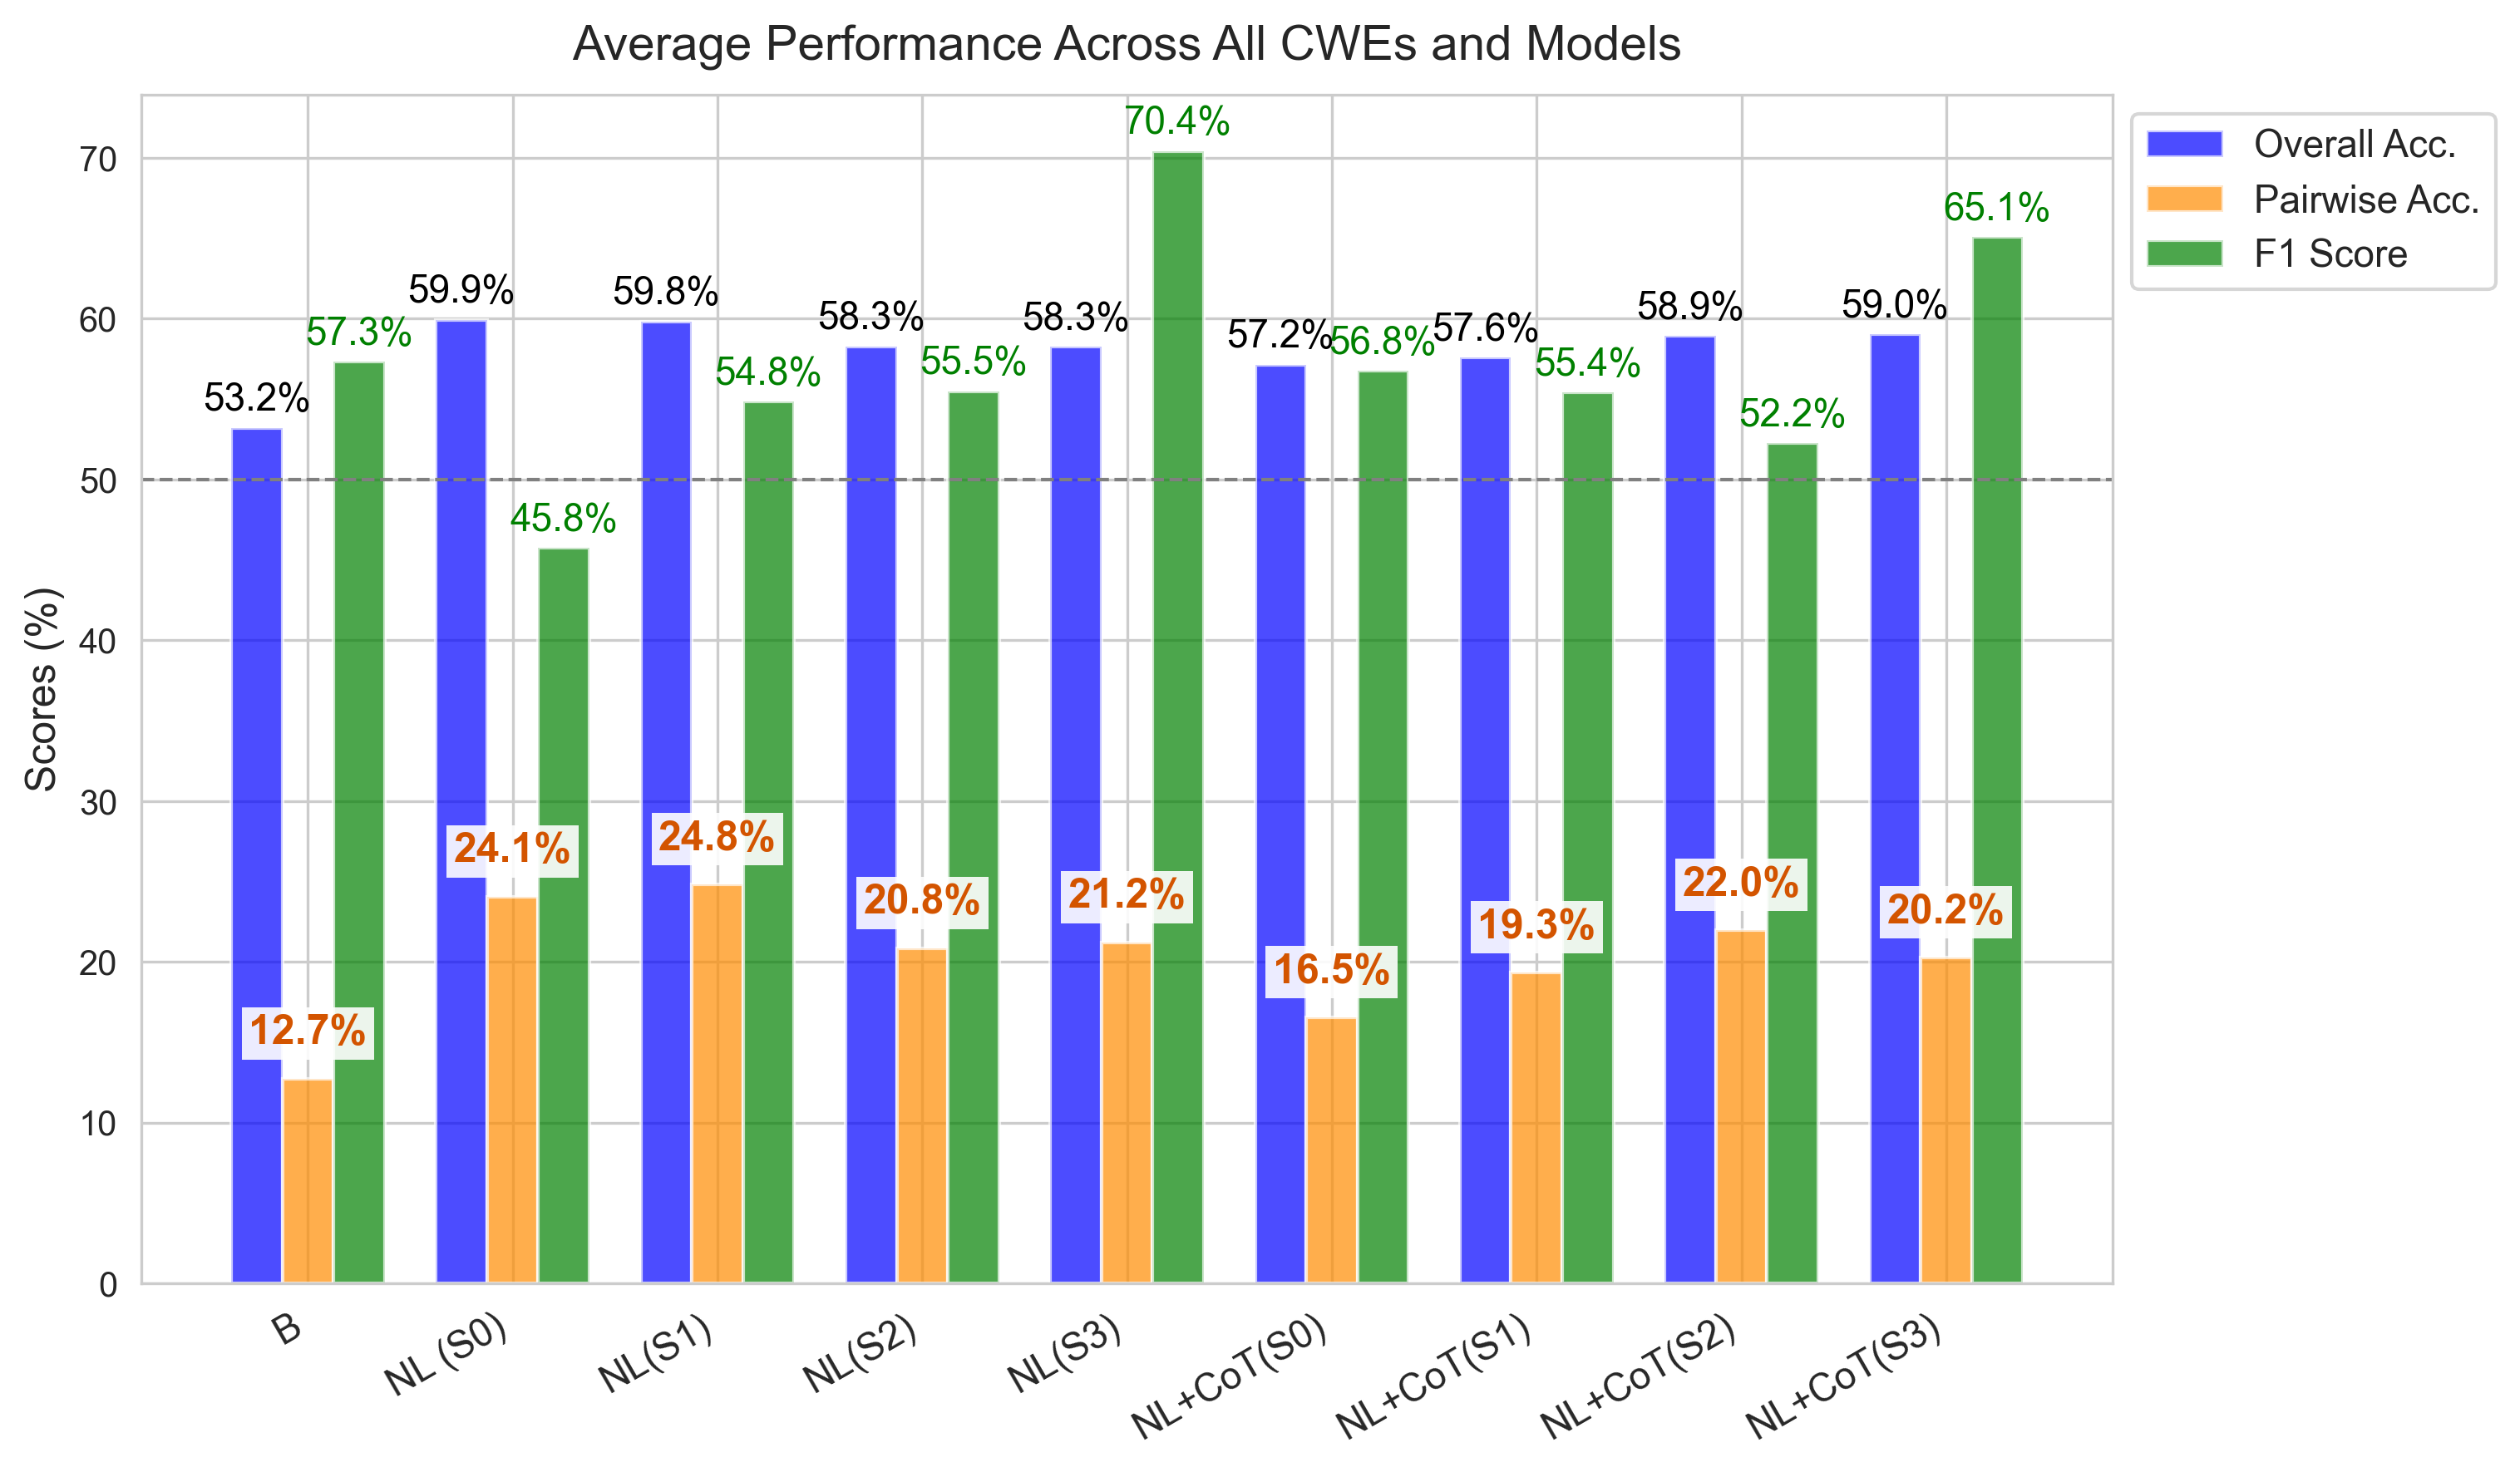 Average Performance Across All CWEs and Models
Overall Acc.
Pairwise Acc.
F1 Score
Scores (%)
70
60
50
40
30
20
10
0
53.2%
12.7%
57.3%
59.9%
24.1%
45.8%
59.8%
24.8%
54.8%
58.3%
20.8%
55.5%
58.3%
21.2%
70.4%
57.2%
16.5%
56.8%
57.6%
19.3%
55.4%
58.9%
22.0%
52.2%
59.0%
20.2%
65.1%
B
NL (S0)
NL(S1)
NL(S2)
NL(S3)
NL+CoT(S0)
NL+CoT(S1)
NL+CoT(S2)
NL+CoT(S3)